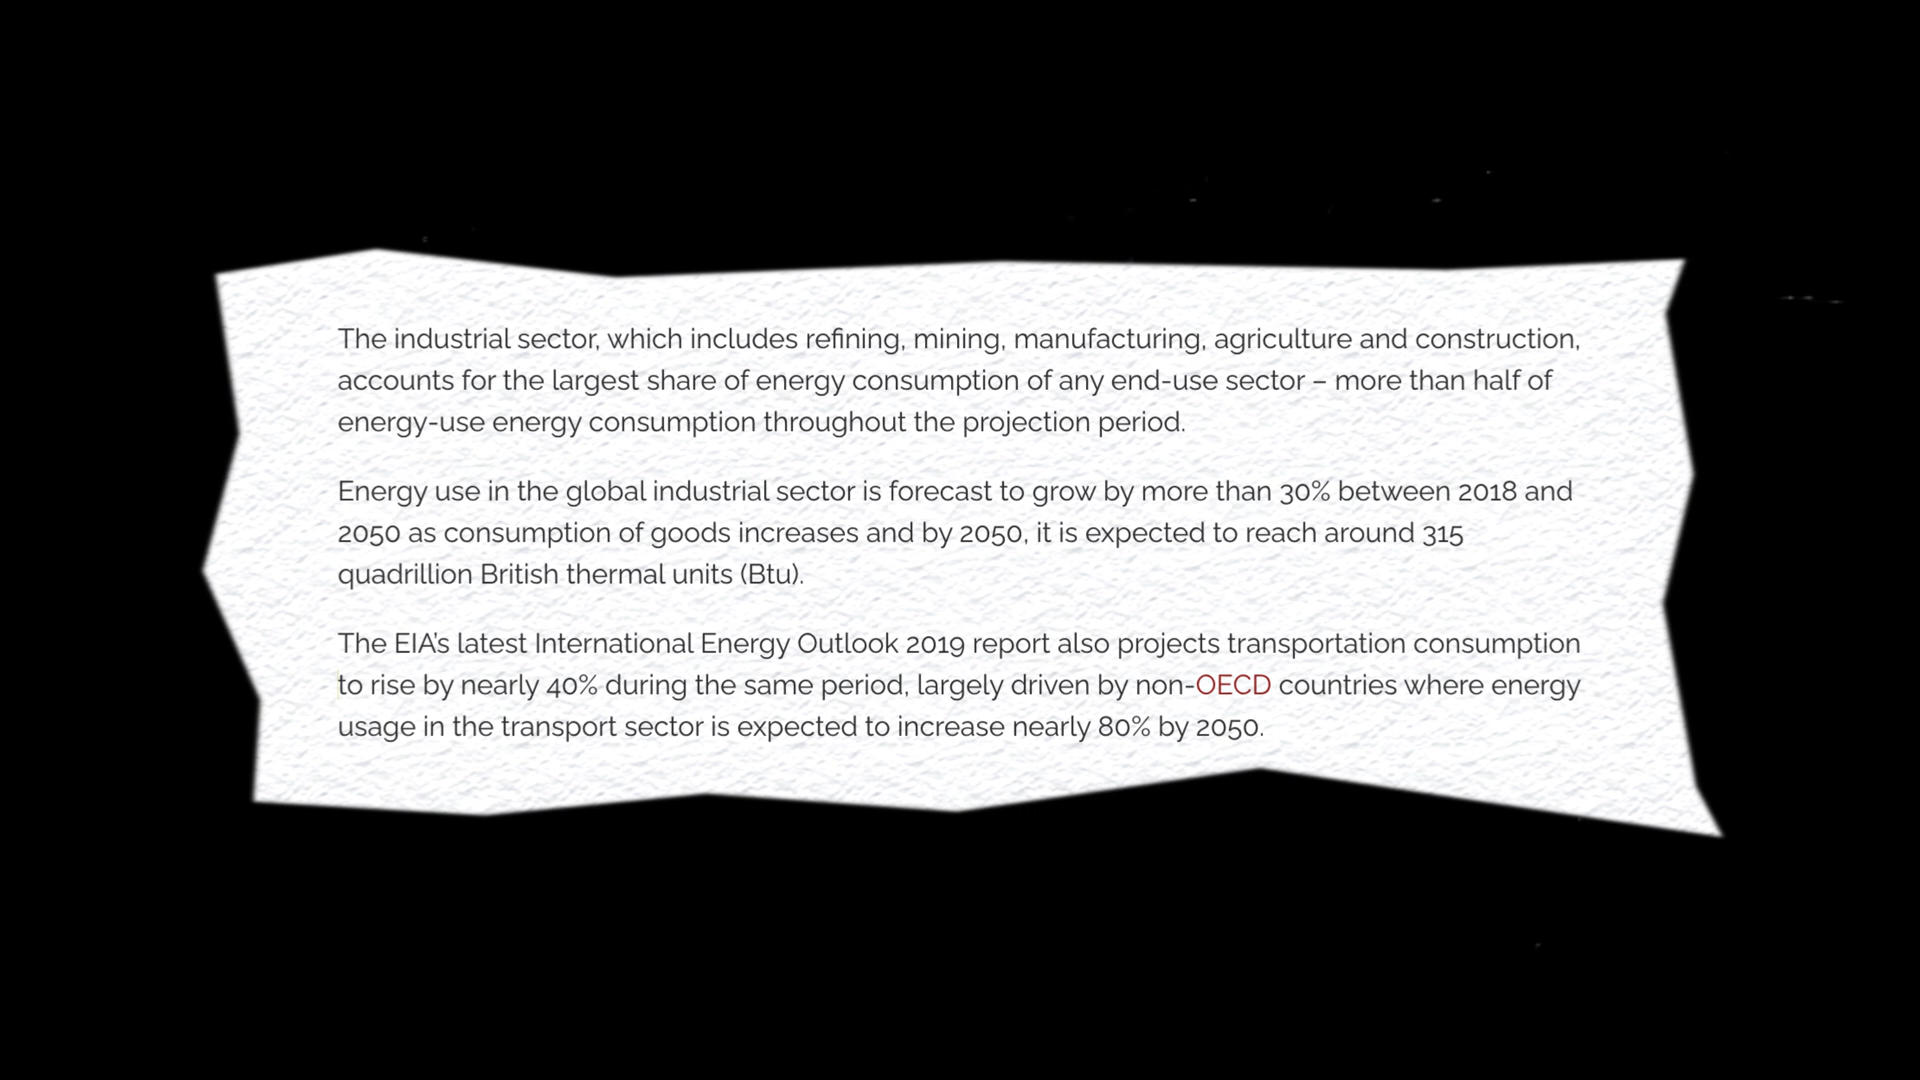 The industrial sector, which includes refining, mining, manufacturing, agriculture and construction,
accounts for the largest share of energy consumption of any end-use sector – more than half of
energy-use energy consumption throughout the projection period.
Energy use in the global industrial sector is forecast to grow by more than 30% between 2018 and
2050 as consumption of goods increases and by 2050, it is expected to reach around 315
quadrillion British thermal units (Btu).
The EIA’s latest International Energy Outlook 2019 report also projects transportation consumption
to rise by nearly 40% during the same period, largely driven by non-OECD countries where energy
usage in the transport sector is expected to increase nearly 80% by 2050.